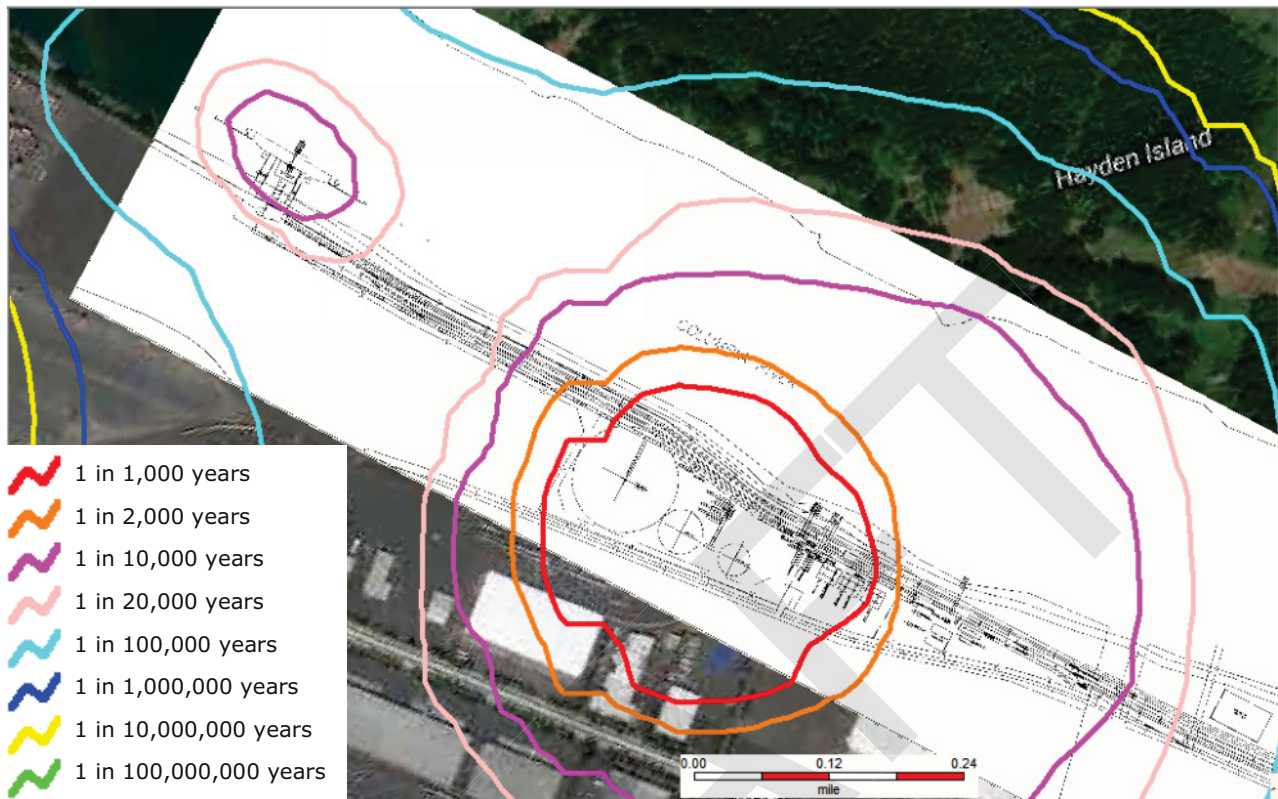 Hayden Island
COLUMBIA RIVER
1 in 1,000 years
1 in 2,000 years
1 in 10,000 years
1 in 20,000 years
1 in 100,000 years
1 in 1,000,000 years
1 in 10,000,000 years
1 in 100,000,000 years
0.00 0.12 0.24
mile